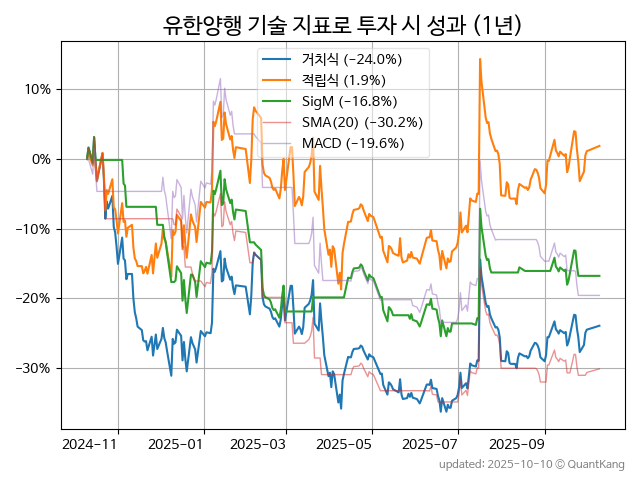 유한양행 기술 지표로 투자 시 성과 (1년)
거치식 (-24.0%)
적립식 (1.9%)
SigM (-16.8%)
SMA(20) (-30.2%)
MACD (-19.6%)
10%
0%
-10%
-20%
-30%
2024-11 2025-01 2025-03 2025-05 2025-07 2025-09
updated: 2025-10-10 © QuantKang